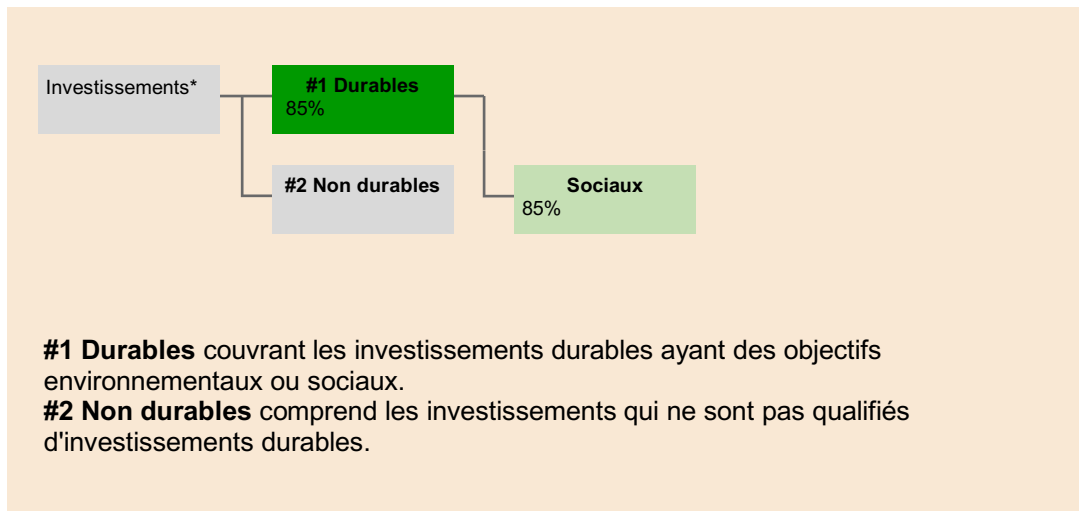 Investissements*
#1 Durables
85%
#2 Non durables
Sociaux
85%
#1 Durables couvrant les investissements durables ayant des objectifs
environnementaux ou sociaux.
#2 Non durables comprend les investissements qui ne sont pas qualifiés
d'investissements durables.